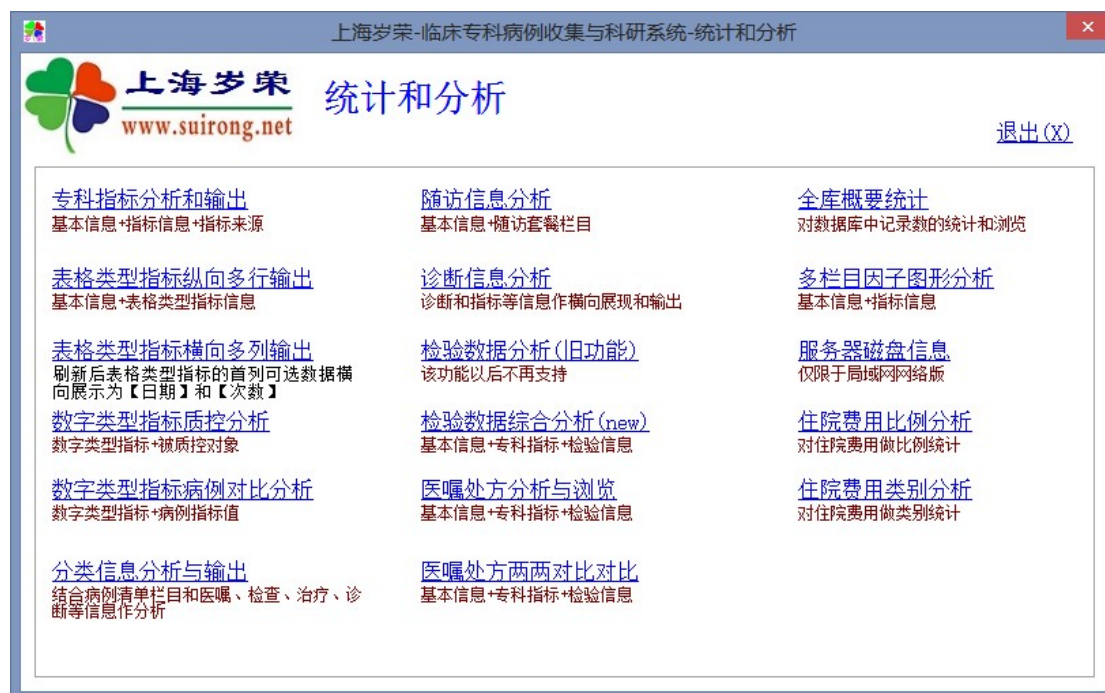 上海岁荣-临床专科病例收集与科研系统-统计和分析
上海岁荣
www.suirong.net
统计和分析
退出(X)
专科指标分析和输出
基本信息+指标信息+指标来源
随访信息分析
基本信息+随访套餐栏目
全库概要统计
对数据库中记录数的统计和浏览
表格类型指标纵向多行输出
基本信息+表格类型指标信息
诊断信息分析
诊断和指标等信息作横向展现和输出
多栏目因子图形分析
基本信息+指标信息
表格类型指标横向多列输出
刷新后表格类型指标的首列可选数据横
向展示为【日期】和【次数】
检验数据分析(旧功能)
该功能以后不再支持
服务器磁盘信息
仅限于局域网网络版
数字类型指标质控分析
数字类型指标+被质控对象
检验数据综合分析(new)
基本信息+专科指标+检验信息
住院费用比例分析
对住院费用做比例统计
数字类型指标病例对比分析
数字类型指标+病例指标值
医嘱处方分析与浏览
基本信息+专科指标+检验信息
住院费用类别分析
对住院费用做类别统计
分类信息分析与输出
结合病例清单栏目和医嘱、检查、治疗、诊
断等信息作分析
医嘱处方两两对比对比
基本信息+专科指标+检验信息